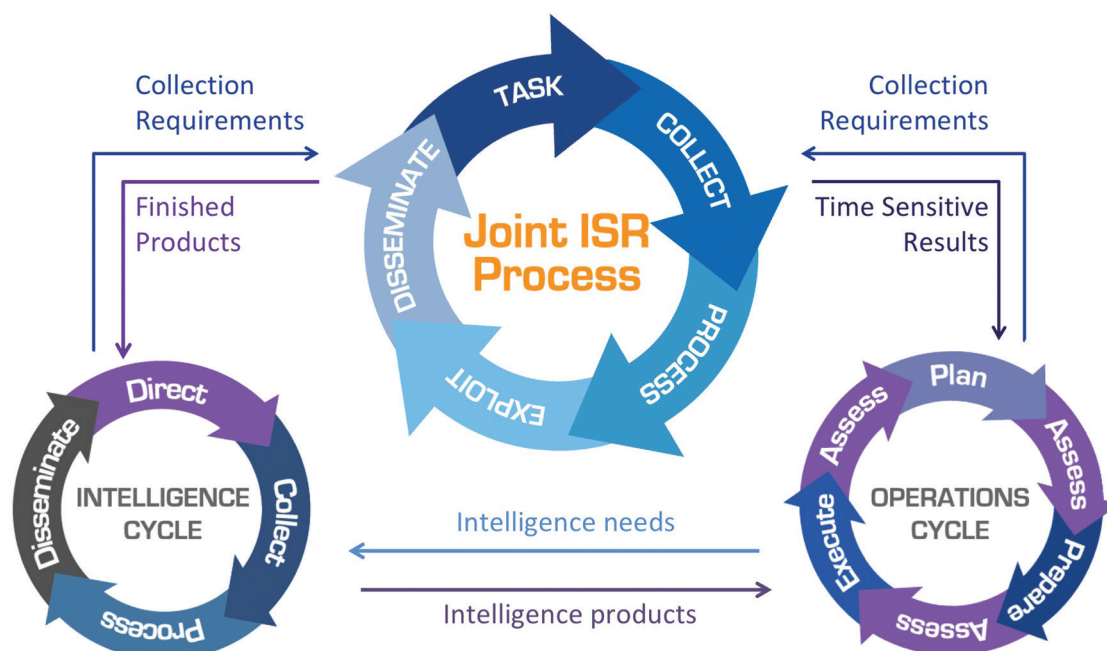 Collection
Requirements
Finished
Products
TASK
COLLECT
PROCESS
EXPLOIT
DISSEMINATE
Joint ISR
Process
Collection
Requirements
Time Sensitive
Results
Direct
Collect
Process
Disseminate
INTELLIGENCE
CYCLE
Intelligence needs
Intelligence products
Plan
Assess
Prepare
Assess
Execute
Assess
OPERATIONS
CYCLE